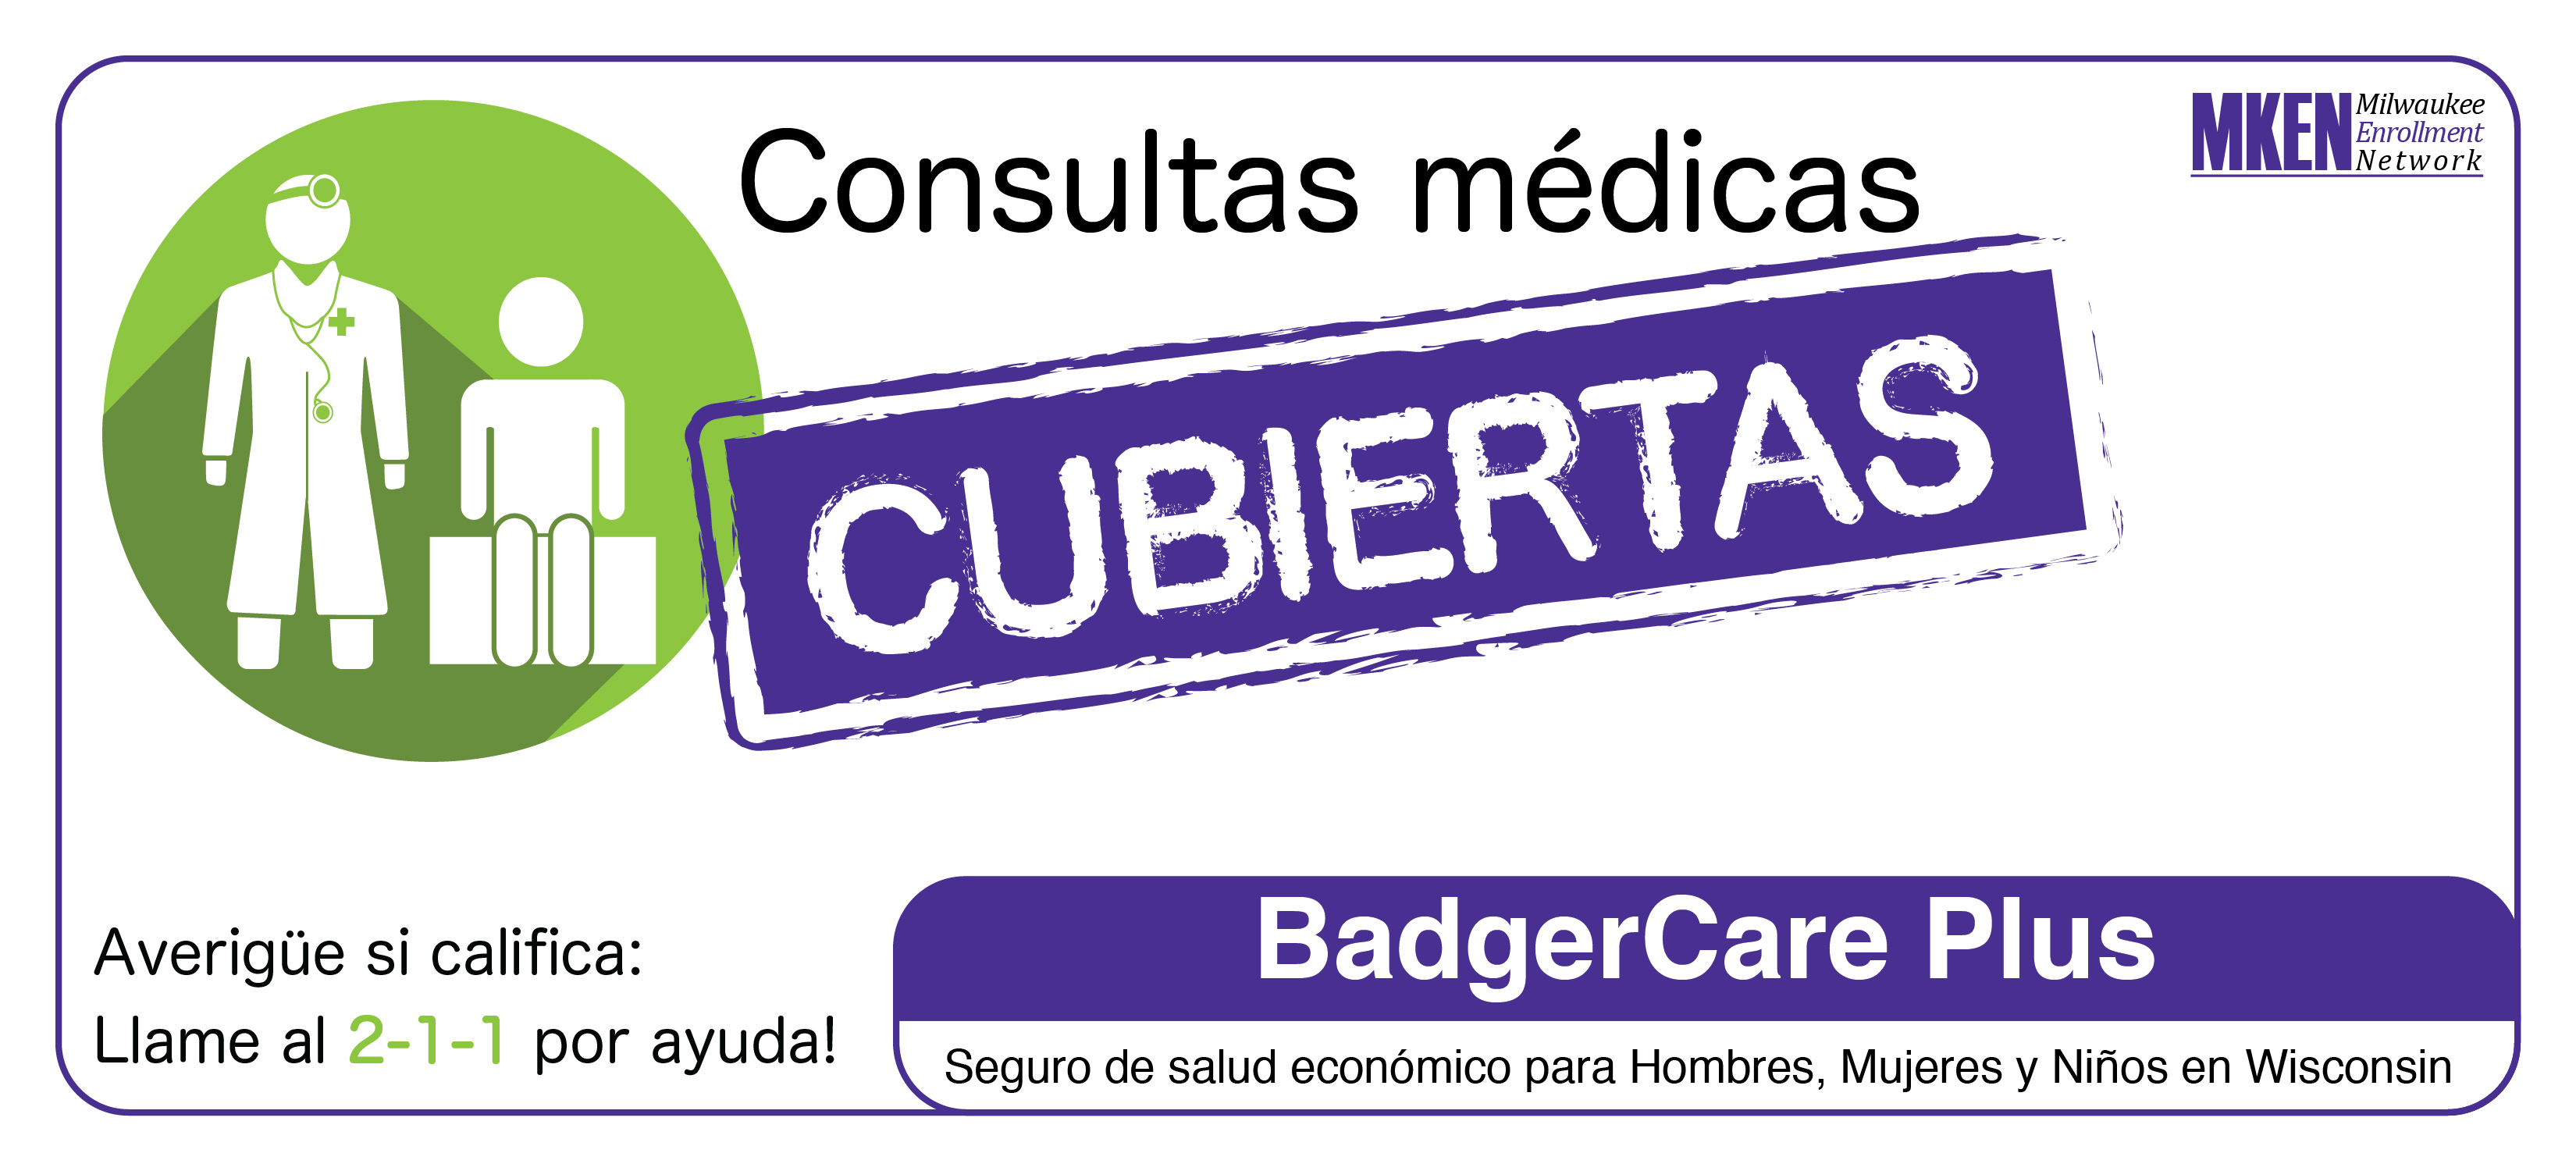 Consultas médicas
MKEN Milwaukee
Enrollment
Network
CUBIERTAS
Averigüe si califica:
Llame al 2-1-1 por ayuda!
BadgerCare Plus
Seguro de salud económico para Hombres, Mujeres y Niños en Wisconsin